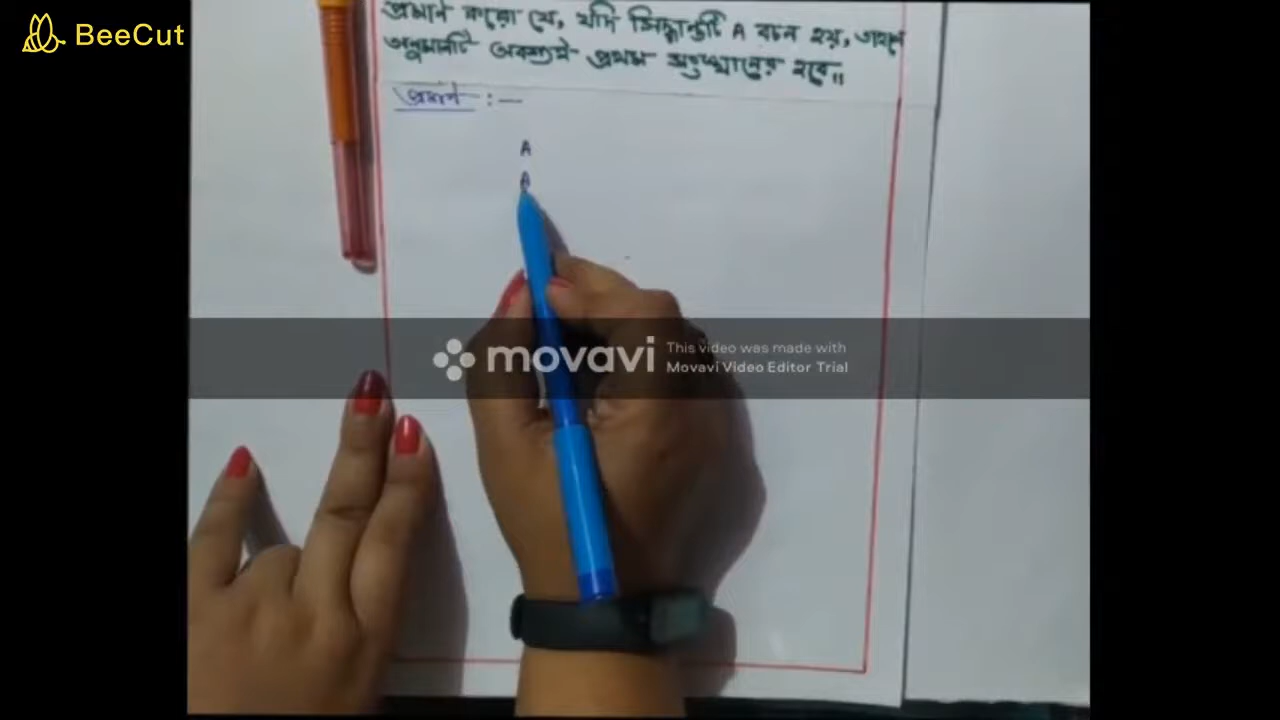 BeeCut
প্রমাণ করো যে, যদি সিদ্ধান্তটি A বচন হয়, তাহলে
অনুমানটি অবশ্যই প্রথম সংস্থানের হবে।।
প্রমাণ :—
A
A
movavi
This video was made with
Movavi Video Editor Trial